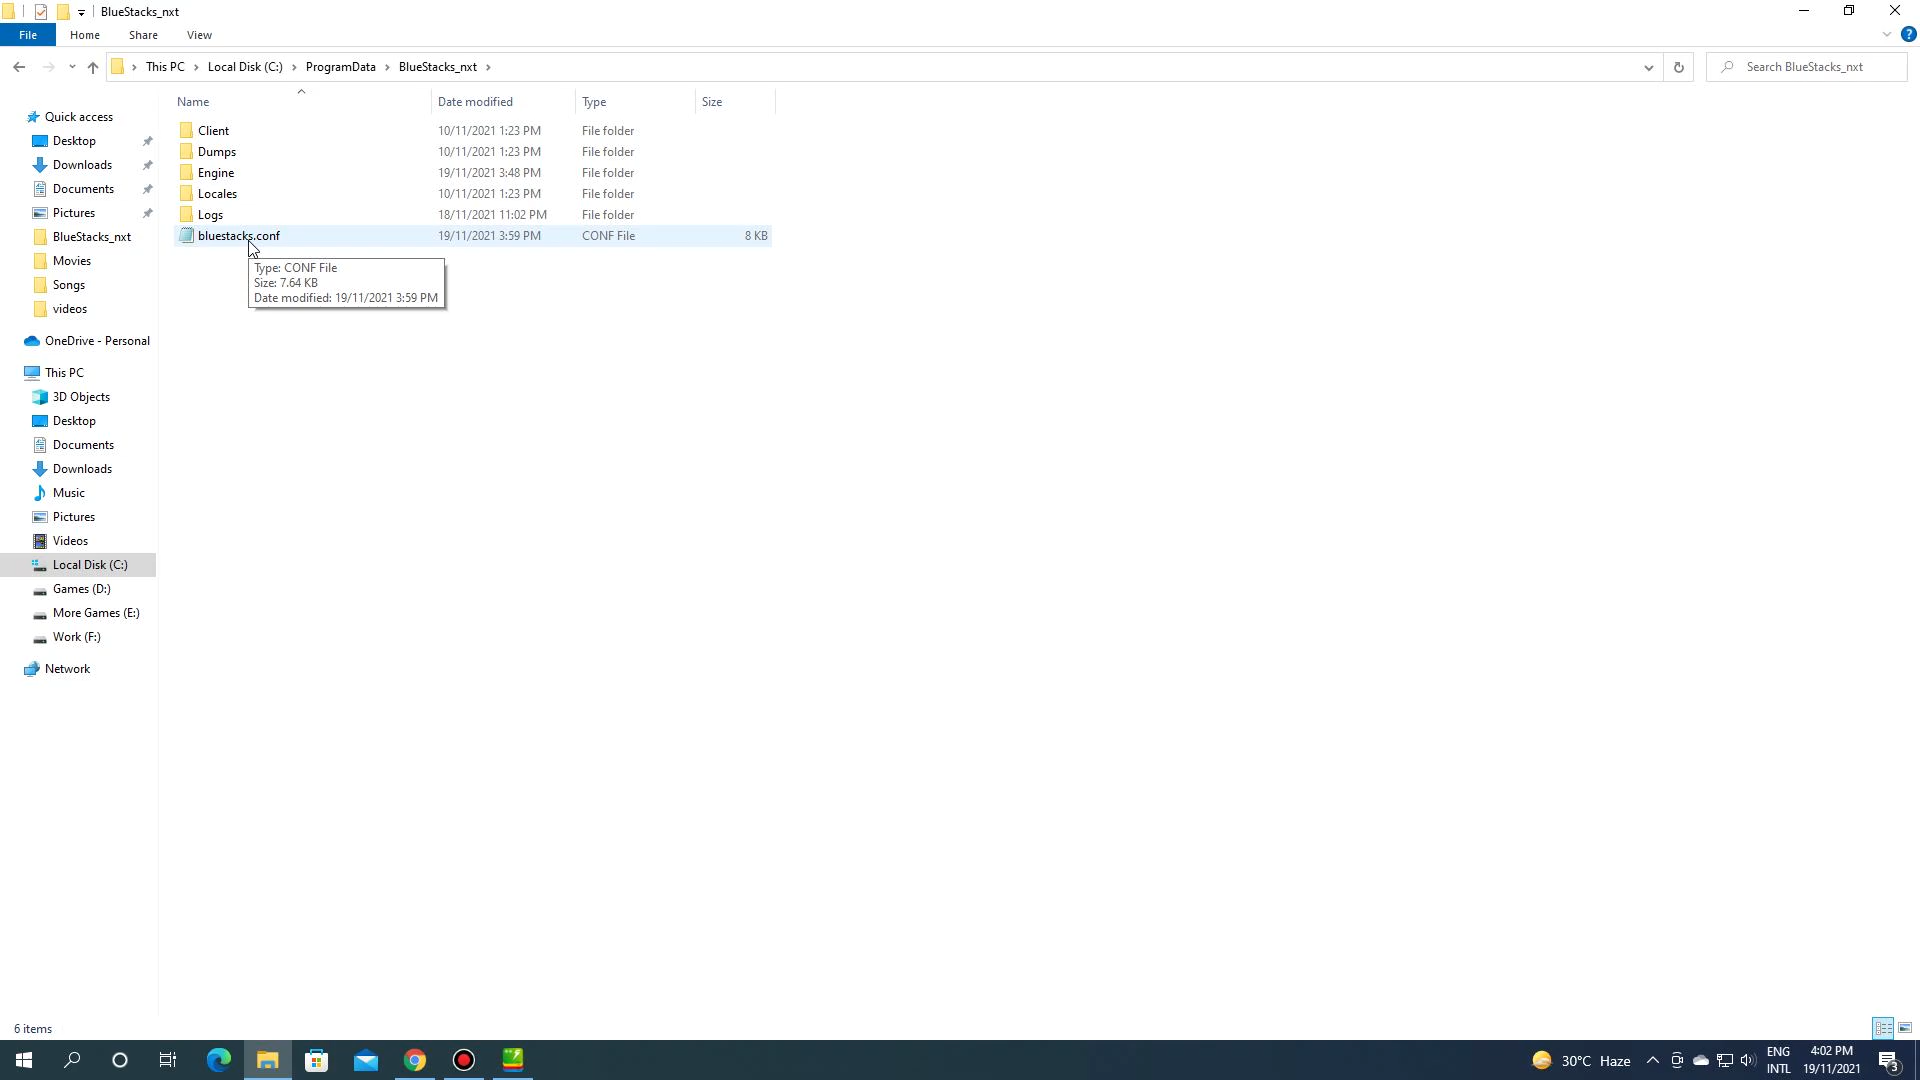 BlueStacks_nxt
File Home Share View
This PC Local Disk (C:) ProgramData BlueStacks_nxt
Search BlueStacks_nxt
Name Date modified Type Size
Client 10/11/2021 1:23 PM File folder
Dumps 10/11/2021 1:23 PM File folder
Engine 19/11/2021 3:48 PM File folder
Locales 10/11/2021 1:23 PM File folder
Logs 18/11/2021 11:02 PM File folder
bluestacks.conf 19/11/2021 3:59 PM CONF File 8 KB
Type: CONF File
Size: 7.64 KB
Date modified: 19/11/2021 3:59 PM
Quick access
Desktop
Downloads
Documents
Pictures
BlueStacks_nxt
Movies
Songs
videos
OneDrive - Personal
This PC
3D Objects
Desktop
Documents
Downloads
Music
Pictures
Videos
Local Disk (C:)
Games (D:)
More Games (E:)
Work (F:)
Network
6 items
30°C Haze
ENG
INTL
4:02 PM
19/11/2021
3